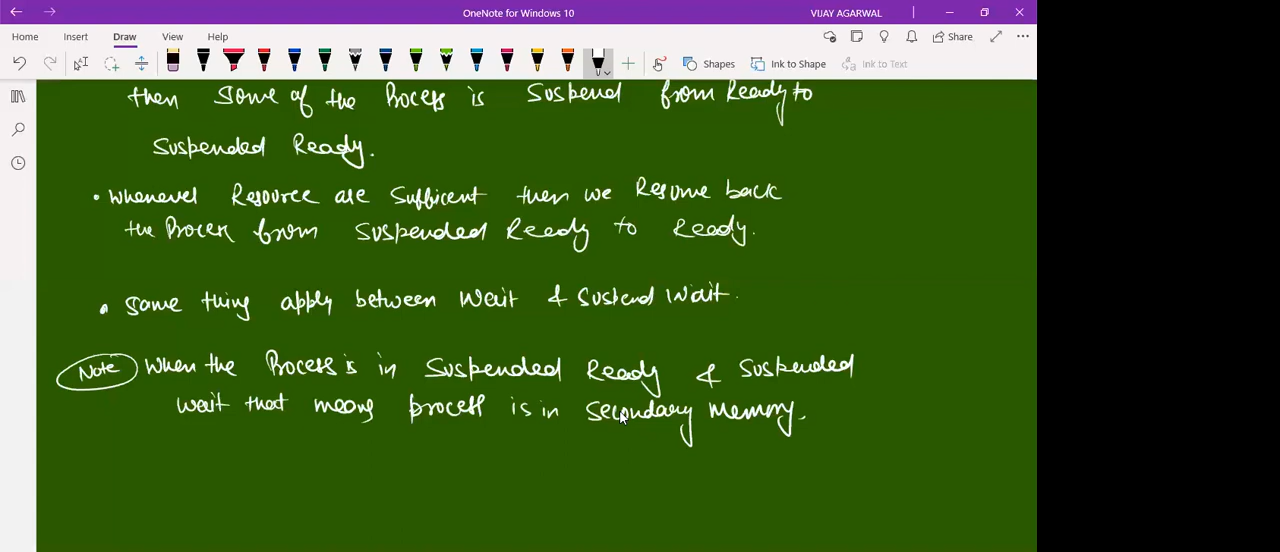 OneNote for Windows 10
VIJAY AGARWAL
Home Insert Draw View Help
Share
Shapes Ink to Shape Ink to Text
then some of the Process is Suspend from Ready to
Suspended Ready.
• Whenever Resource are Sufficent then we Resume back
the Process from Suspended Ready to Ready.
• Same thing apply between Wait & Suspend Wait.
Note When the Process is in Suspended Ready & Suspended
wait that means process is in Secondary memory.